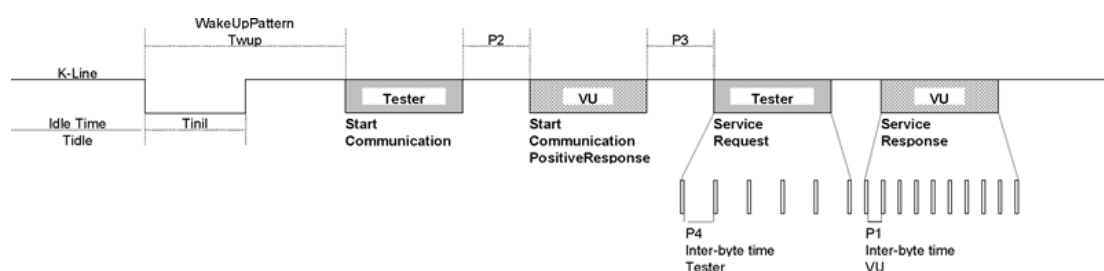 WakeUpPattern
Twup
P2
P3
K-Line
Tester
VU
Tester
VU
Idle Time
Tidle
Tinil
Start
Communication
Start
Communication
PositiveResponse
Service
Request
Service
Response
P4
Inter-byte time
Tester
P1
Inter-byte time
VU